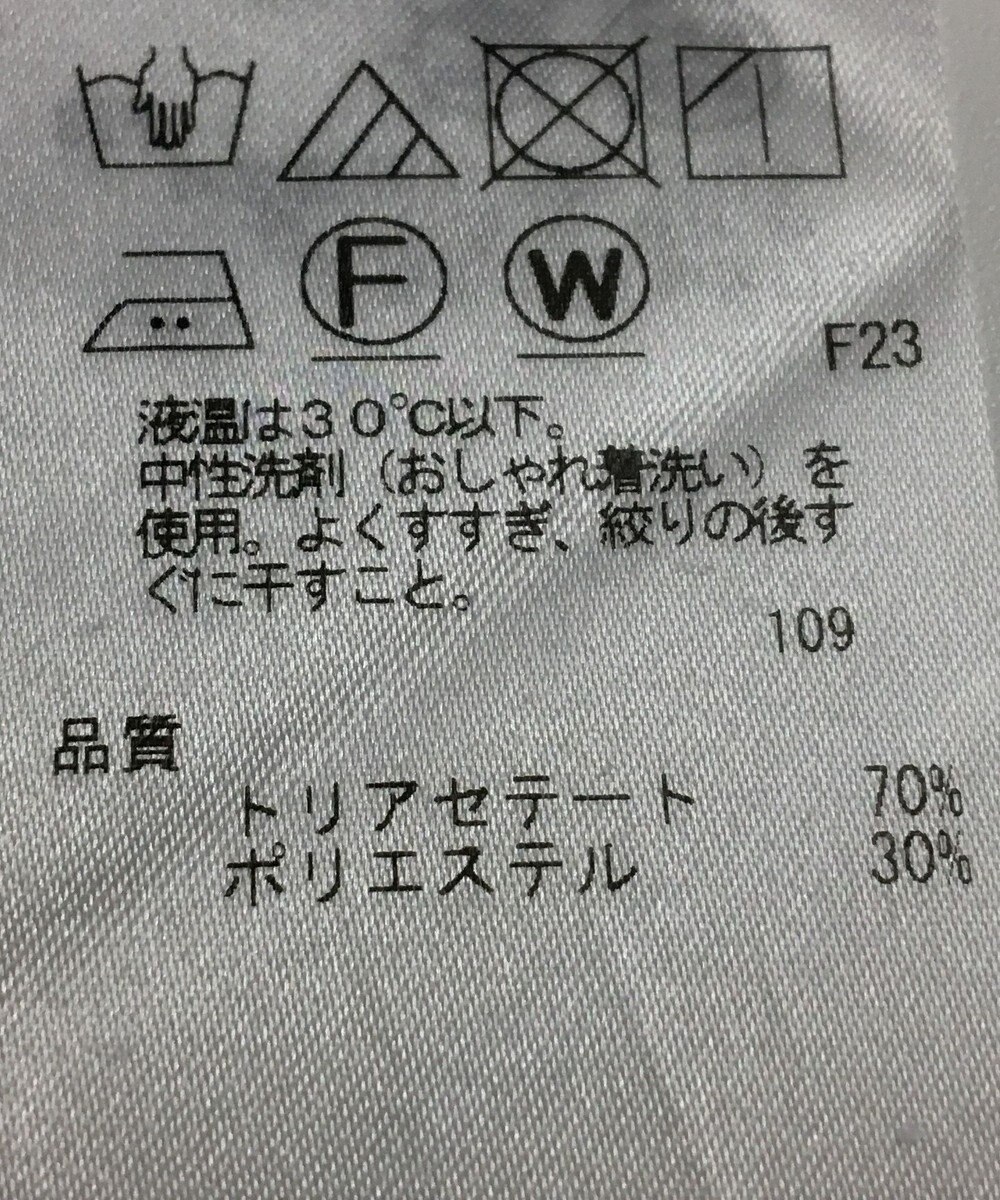 F
W
F23
液温は30℃以下。
中性洗剤（おしゃれ着洗い）を
使用。よくすすぎ、絞りの後す
ぐに干すこと。
109
品質
トリアセテート 70%
ポリエステル 30%